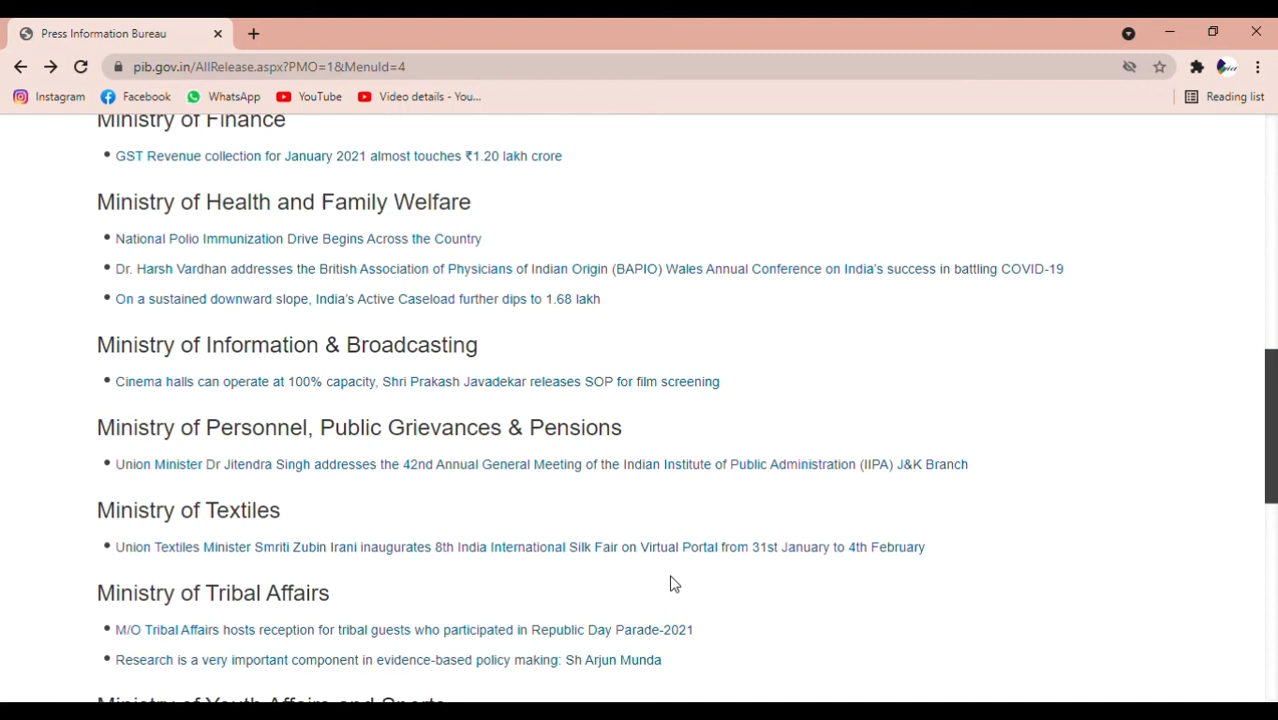 Press Information Bureau
pib.gov.in/AllRelease.aspx?PMO=1&MenuId=4
Instagram Facebook WhatsApp YouTube Video details - You... Reading list
Ministry of Finance
• GST Revenue collection for January 2021 almost touches ₹1.20 lakh crore
Ministry of Health and Family Welfare
• National Polio Immunization Drive Begins Across the Country
• Dr. Harsh Vardhan addresses the British Association of Physicians of Indian Origin (BAPIO) Wales Annual Conference on India's success in battling COVID-19
• On a sustained downward slope, India's Active Caseload further dips to 1.68 lakh
Ministry of Information & Broadcasting
• Cinema halls can operate at 100% capacity, Shri Prakash Javadekar releases SOP for film screening
Ministry of Personnel, Public Grievances & Pensions
• Union Minister Dr Jitendra Singh addresses the 42nd Annual General Meeting of the Indian Institute of Public Administration (IIPA) J&K Branch
Ministry of Textiles
• Union Textiles Minister Smriti Zubin Irani inaugurates 8th India International Silk Fair on Virtual Portal from 31st January to 4th February
Ministry of Tribal Affairs
• M/O Tribal Affairs hosts reception for tribal guests who participated in Republic Day Parade-2021
• Research is a very important component in evidence-based policy making: Sh Arjun Munda
Ministry of Youth Affairs and Sports